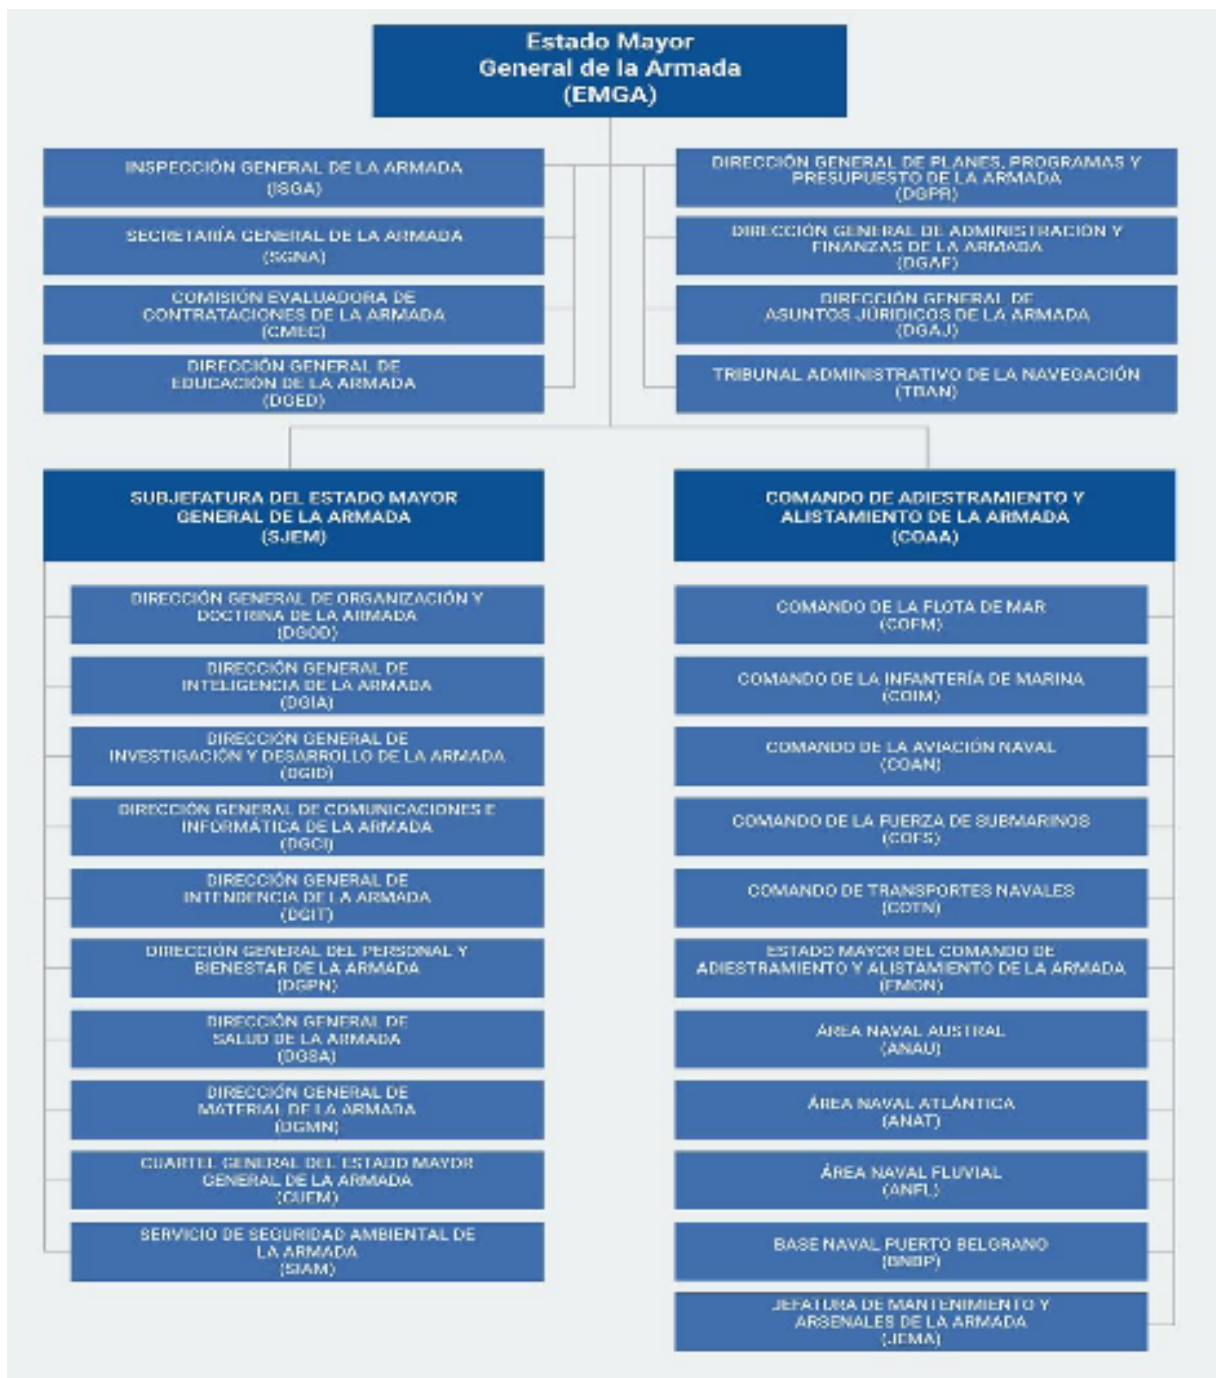 Estado Mayor
General de la Armada
(EMGA)
INSPECCIÓN GENERAL DE LA ARMADA
(ISGA)
SECRETARÍA GENERAL DE LA ARMADA
(SGNA)
COMISIÓN EVALUADORA DE
CONTRATACIONES DE LA ARMADA
(CMEC)
DIRECCIÓN GENERAL DE
EDUCACIÓN DE LA ARMADA
(DGED)
DIRECCIÓN GENERAL DE PLANES, PROGRAMAS Y
PRESUPUESTO DE LA ARMADA
(DGPR)
DIRECCIÓN GENERAL DE ADMINISTRACIÓN Y
FINANZAS DE LA ARMADA
(DGAF)
DIRECCIÓN GENERAL DE
ASUNTOS JÚRIDICOS DE LA ARMADA
(DGAJ)
TRIBUNAL ADMINISTRATIVO DE LA NAVEGACIÓN
(TBAN)
SUBJEFATURA DEL ESTADO MAYOR
GENERAL DE LA ARMADA
(SJEM)
DIRECCIÓN GENERAL DE ORGANIZACIÓN Y
DOCTRINA DE LA ARMADA
(DGOD)
DIRECCIÓN GENERAL DE
INTELIGENCIA DE LA ARMADA
(DGIA)
DIRECCIÓN GENERAL DE
INVESTIGACIÓN Y DESARROLLO DE LA ARMADA
(DGID)
DIRECCIÓN GENERAL DE COMUNICACIONES E
INFORMÁTICA DE LA ARMADA
(DGCI)
DIRECCIÓN GENERAL DE
INTENDENCIA DE LA ARMADA
(DGIT)
DIRECCIÓN GENERAL DEL PERSONAL Y
BIENESTAR DE LA ARMADA
(DGPN)
DIRECCIÓN GENERAL DE
SALUD DE LA ARMADA
(DGSA)
DIRECCIÓN GENERAL DE
MATERIAL DE LA ARMADA
(DGMN)
CUARTEL GENERAL DEL ESTADO MAYOR
GENERAL DE LA ARMADA
(CUEM)
SERVICIO DE SEGURIDAD AMBIENTAL DE
LA ARMADA
(SIAM)
COMANDO DE ADIESTRAMIENTO Y
ALISTAMIENTO DE LA ARMADA
(COAA)
COMANDO DE LA FLOTA DE MAR
(COFM)
COMANDO DE LA INFANTERÍA DE MARINA
(COIM)
COMANDO DE LA AVIACIÓN NAVAL
(COAN)
COMANDO DE LA FUERZA DE SUBMARINOS
(COFS)
COMANDO DE TRANSPORTES NAVALES
(COTN)
ESTADO MAYOR DEL COMANDO DE
ADIESTRAMIENTO Y ALISTAMIENTO DE LA ARMADA
(EMON)
ÁREA NAVAL AUSTRAL
(ANAU)
ÁREA NAVAL ATLÁNTICA
(ANAT)
ÁREA NAVAL FLUVIAL
(ANFL)
BASE NAVAL PUERTO BELGRANO
(BNBP)
JEFATURA DE MANTENIMIENTO Y
ARSENALES DE LA ARMADA
(JEMA)